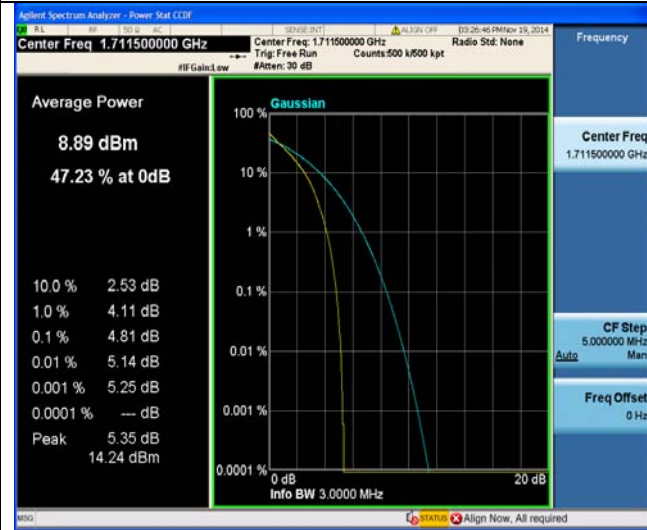 Agilent Spectrum Analyzer - Power Stat CCDF
RL RF 50 Ω AC SENSE:INT ALIGN OFF 03:26:46 PM Nov 19, 2014
Center Freq 1.711500000 GHz
Center Freq: 1.711500000 GHz Radio Std: None
Trig: Free Run Counts:500 k/500 kpt
#IFGain:Low #Atten: 30 dB
Frequency
Average Power
8.89 dBm
47.23 % at 0dB
10.0 % 2.53 dB
1.0 % 4.11 dB
0.1 % 4.81 dB
0.01 % 5.14 dB
0.001 % 5.25 dB
0.0001 % --- dB
Peak 5.35 dB
14.24 dBm
Gaussian
100 %
10 %
1 %
0.1 %
0.01 %
0.001 %
0.0001 %
0 dB 20 dB
Info BW 3.0000 MHz
Center Freq
1.711500000 GHz
CF Step
5.000000 MHz
Auto Man
Freq Offset
0 Hz
MSG STATUS Align Now, All required